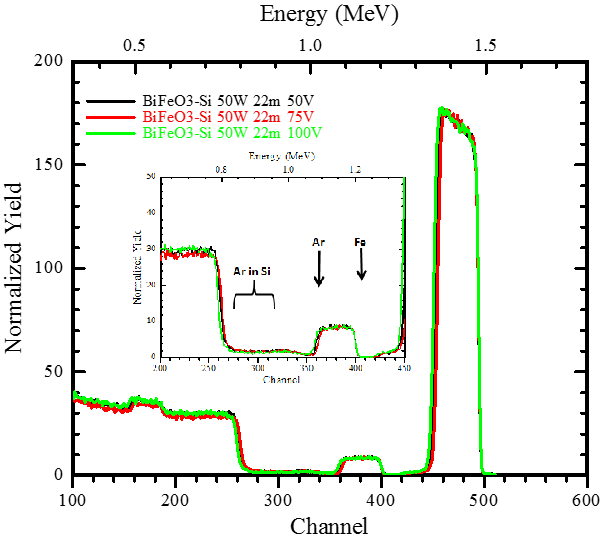 Energy (MeV)
0.5 1.0 1.5
200
150
100
50
0
Normalized Yield
BiFeO3-Si 50W 22m 50V
BiFeO3-Si 50W 22m 75V
BiFeO3-Si 50W 22m 100V
Energy (MeV)
0.8 1.0 1.2
50
40
30
20
10
0
Normalized Yield
Ar in Si
Ar
Fe
200 250 300 350 400 450
Channel
100 200 300 400 500 600
Channel